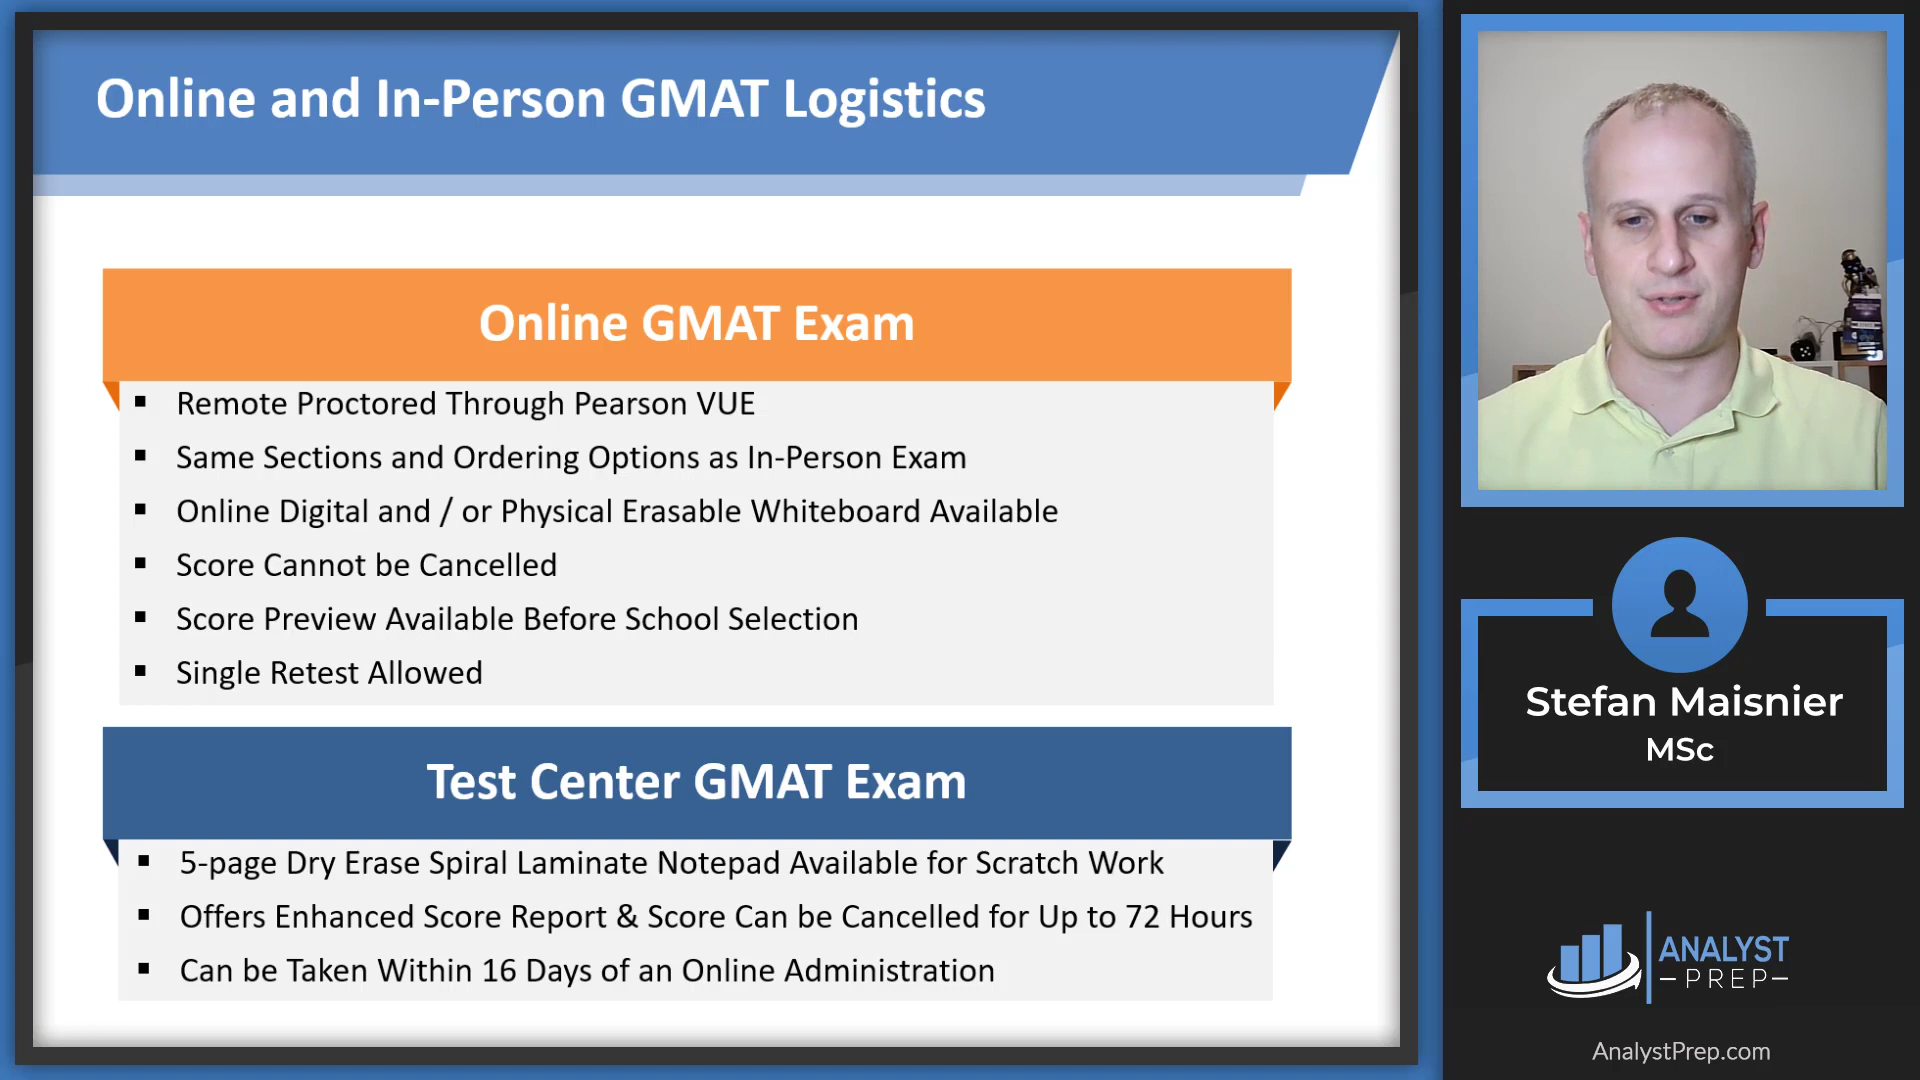 Online and In-Person GMAT Logistics
Online GMAT Exam
▪ Remote Proctored Through Pearson VUE
▪ Same Sections and Ordering Options as In-Person Exam
▪ Online Digital and / or Physical Erasable Whiteboard Available
▪ Score Cannot be Cancelled
▪ Score Preview Available Before School Selection
▪ Single Retest Allowed
Test Center GMAT Exam
▪ 5-page Dry Erase Spiral Laminate Notepad Available for Scratch Work
▪ Offers Enhanced Score Report & Score Can be Cancelled for Up to 72 Hours
▪ Can be Taken Within 16 Days of an Online Administration
Stefan Maisnier
MSc
ANALYST
PREP
AnalystPrep.com